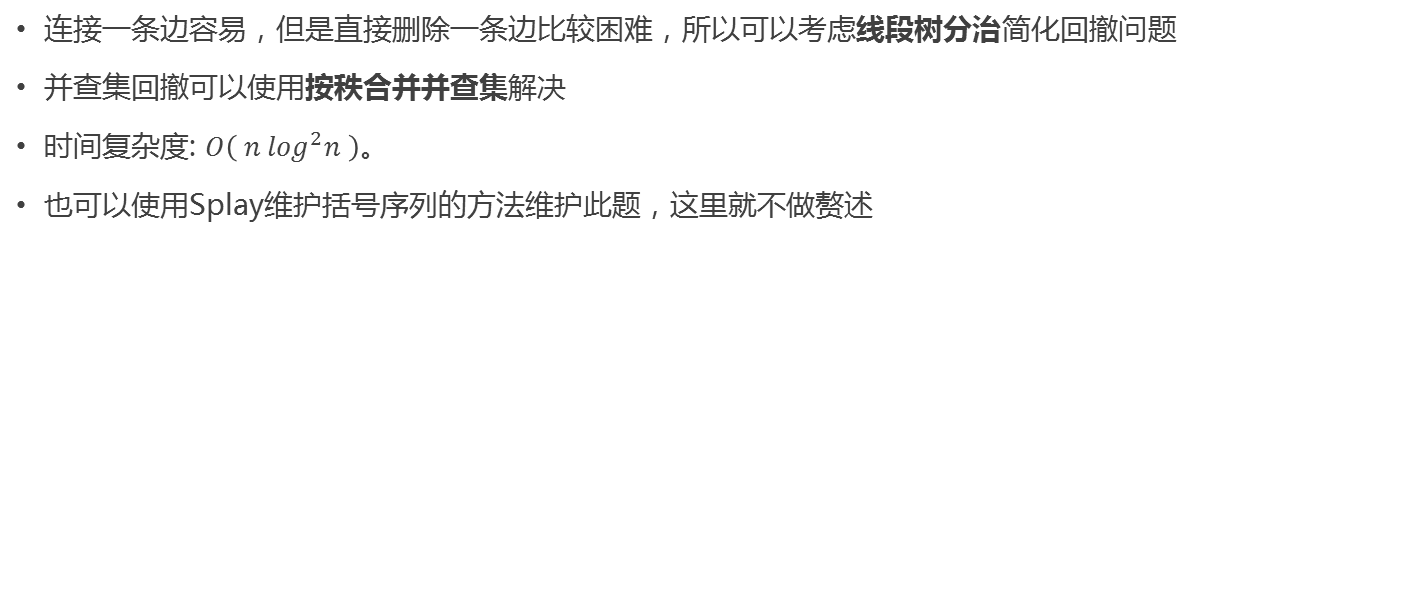 • 连接一条边容易，但是直接删除一条边比较困难，所以可以考虑线段树分治简化回撤问题
• 并查集回撤可以使用按秩合并并查集解决
• 时间复杂度: O( n log²n )。
• 也可以使用Splay维护括号序列的方法维护此题，这里就不做赘述